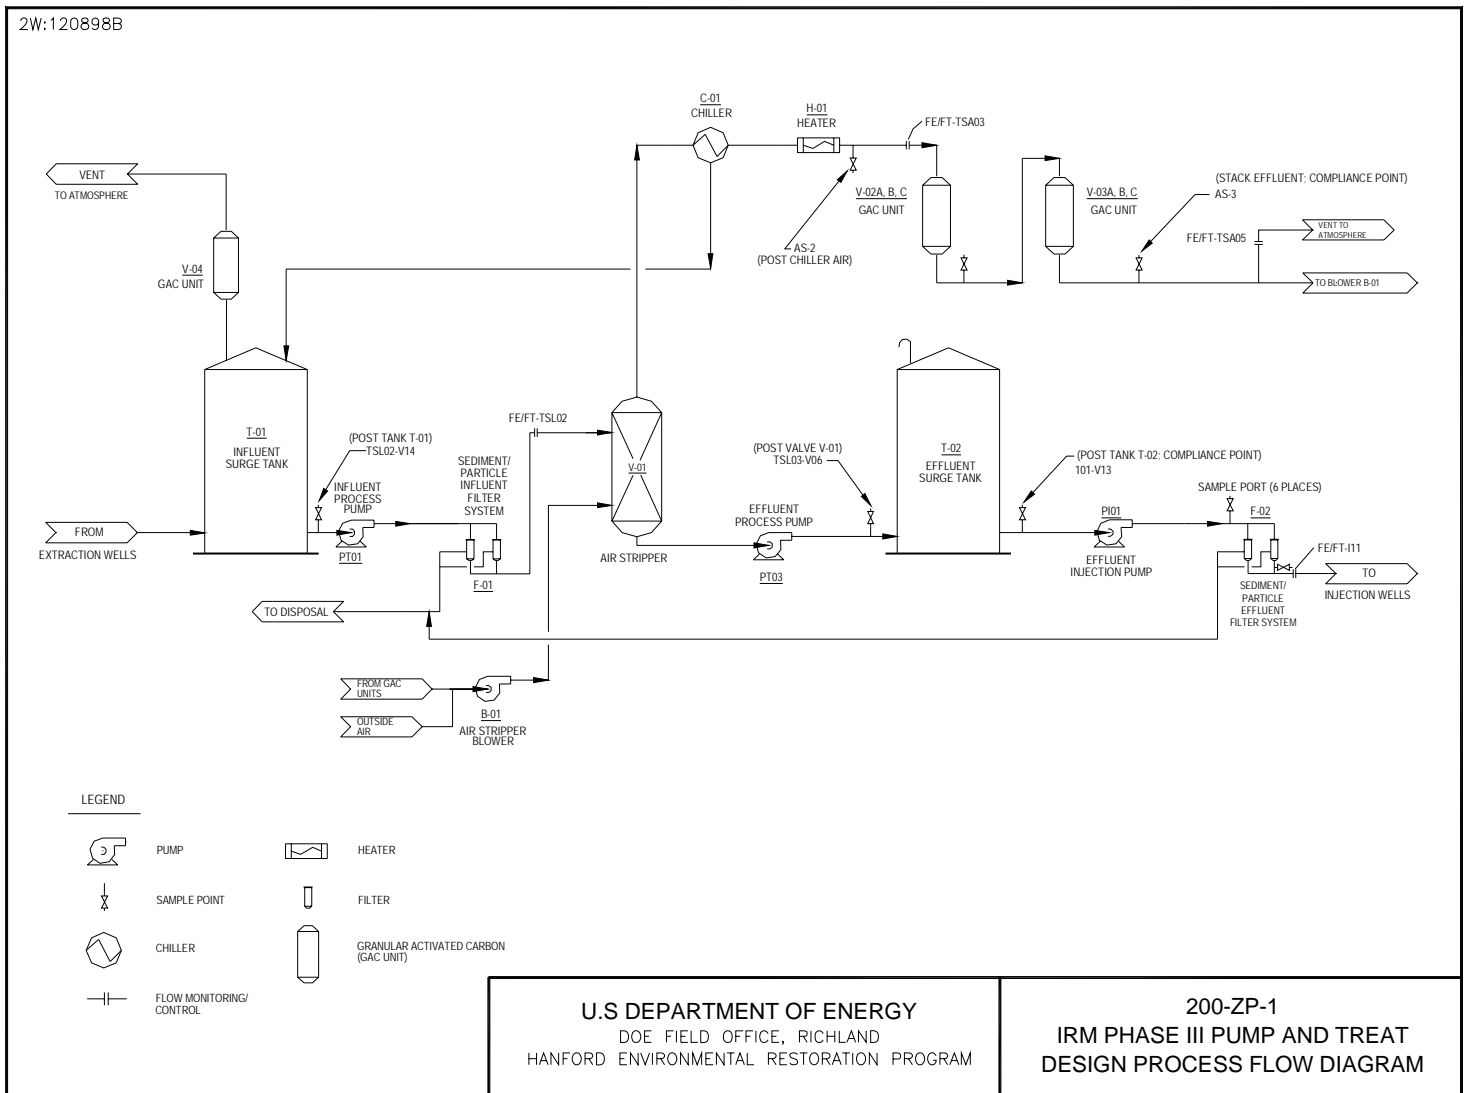 2W:120898B
C-01
CHILLER
H-01
HEATER
FE/FT-TSA03
VENT
TO ATMOSPHERE
V-02A, B, C
GAC UNIT
V-03A, B, C
GAC UNIT
(STACK EFFLUENT; COMPLIANCE POINT)
AS-3
FE/FT-TSA05
VENT TO
ATMOSPHERE
AS-2
(POST CHILLER AIR)
V-04
GAC UNIT
TO BLOWER B-01
FE/FT-TSL02
T-01
INFLUENT
SURGE TANK
(POST TANK T-01)
TSL02-V14
SEDIMENT/
PARTICLE
INFLUENT
FILTER
SYSTEM
INFLUENT
PROCESS
PUMP
V-01
(POST VALVE V-01)
TSL03-V06
T-02
EFFLUENT
SURGE TANK
(POST TANK T-02; COMPLIANCE POINT)
101-V13
SAMPLE PORT (6 PLACES)
EFFLUENT
PROCESS PUMP
PI01
F-02
FROM
EXTRACTION WELLS
PT01
F-01
AIR STRIPPER
PT03
EFFLUENT
INJECTION PUMP
FE/FT-I11
TO
INJECTION WELLS
SEDIMENT/
PARTICLE
EFFLUENT
FILTER SYSTEM
TO DISPOSAL
FROM GAC
UNITS
OUTSIDE
AIR
B-01
AIR STRIPPER
BLOWER
LEGEND
PUMP
HEATER
SAMPLE POINT
FILTER
CHILLER
GRANULAR ACTIVATED CARBON
(GAC UNIT)
FLOW MONITORING/
CONTROL
U.S DEPARTMENT OF ENERGY
DOE FIELD OFFICE, RICHLAND
HANFORD ENVIRONMENTAL RESTORATION PROGRAM
200-ZP-1
IRM PHASE III PUMP AND TREAT
DESIGN PROCESS FLOW DIAGRAM